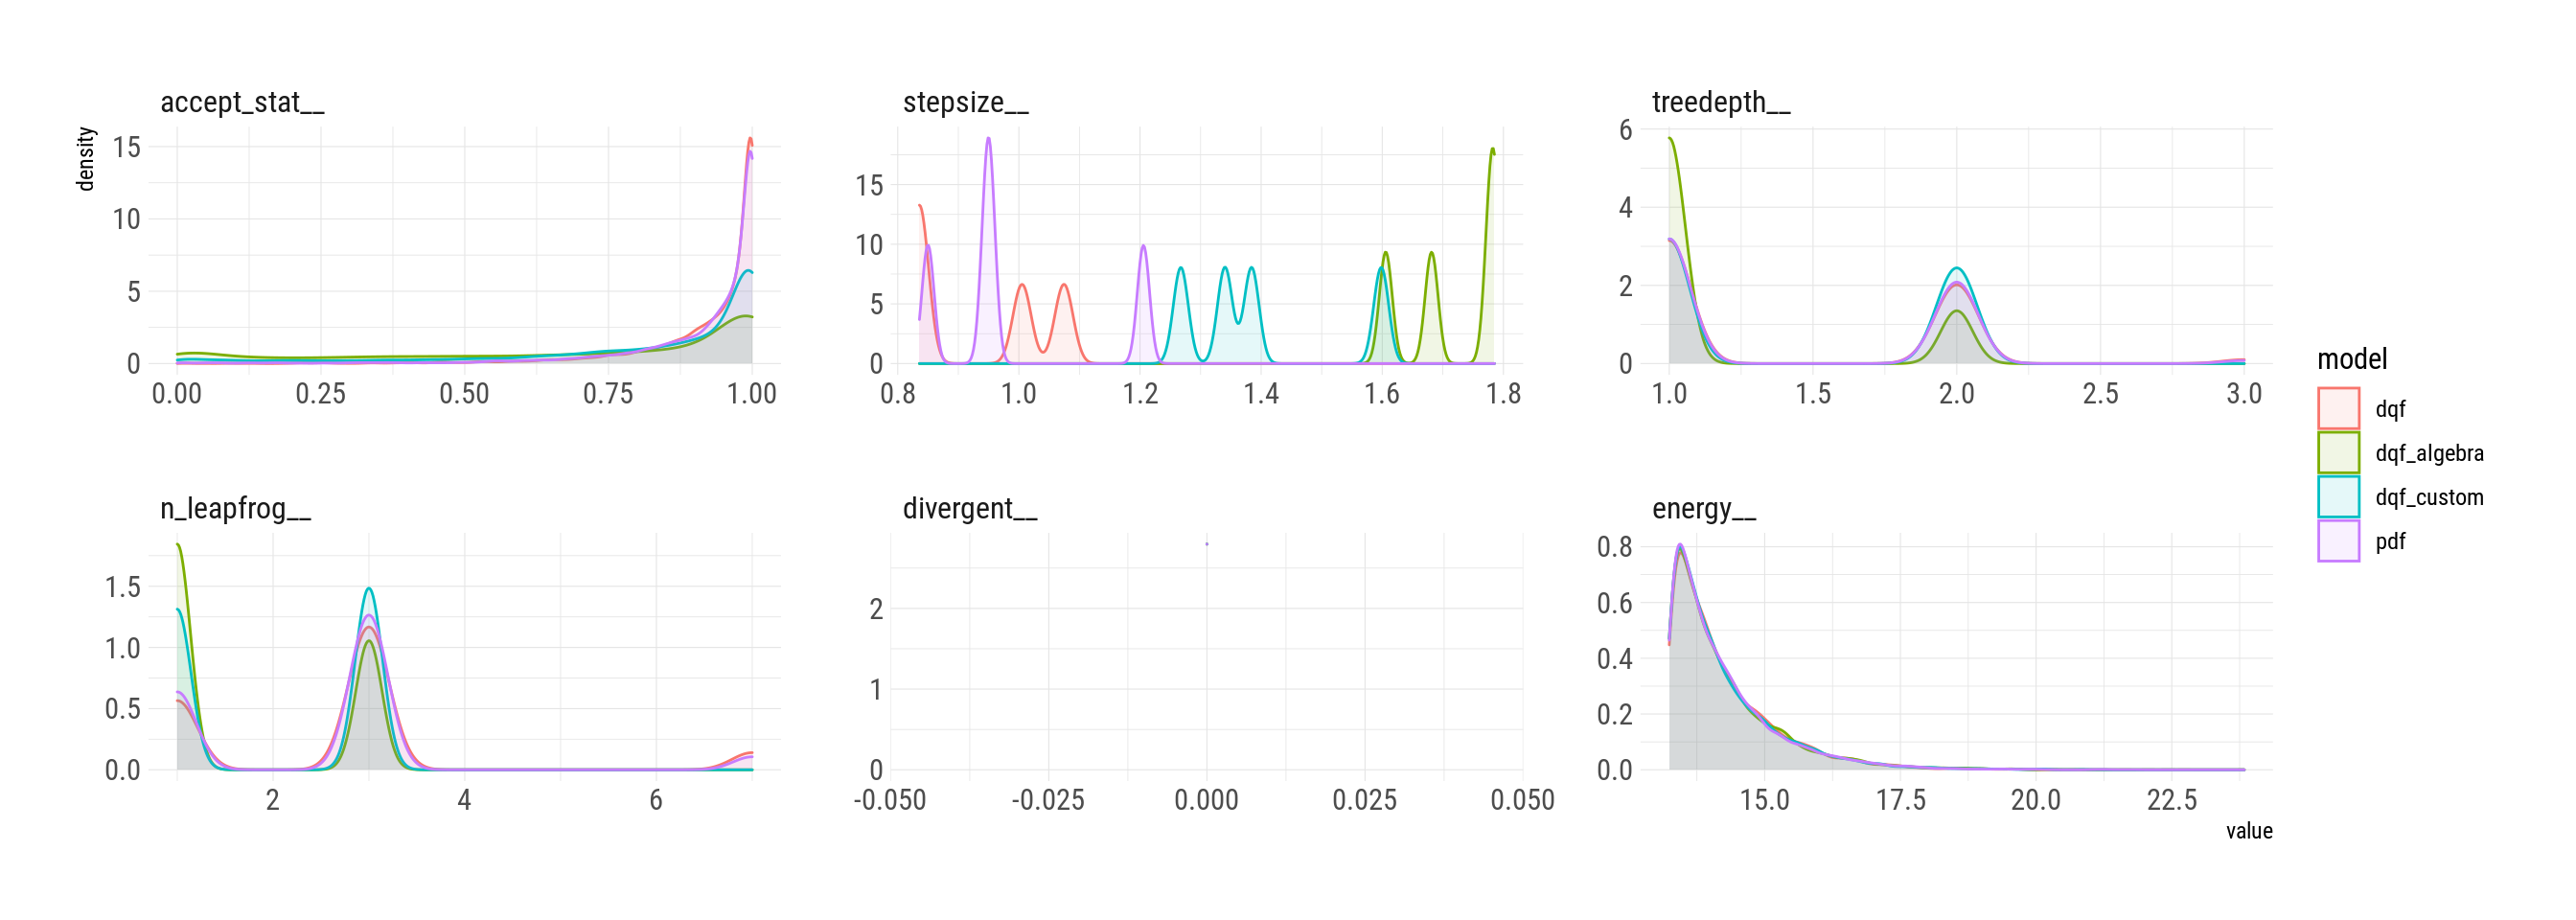 accept_stat__
stepsize__
treedepth__
density
15
10
5
0
0.00 0.25 0.50 0.75 1.00
15
10
5
0
0.8 1.0 1.2 1.4 1.6 1.8
6
4
2
0
1.0 1.5 2.0 2.5 3.0
n_leapfrog__
divergent__
energy__
1.5
1.0
0.5
0.0
2 4 6
2
1
0
-0.050 -0.025 0.000 0.025 0.050
0.8
0.6
0.4
0.2
0.0
15.0 17.5 20.0 22.5
value
model
dqf
dqf_algebra
dqf_custom
pdf